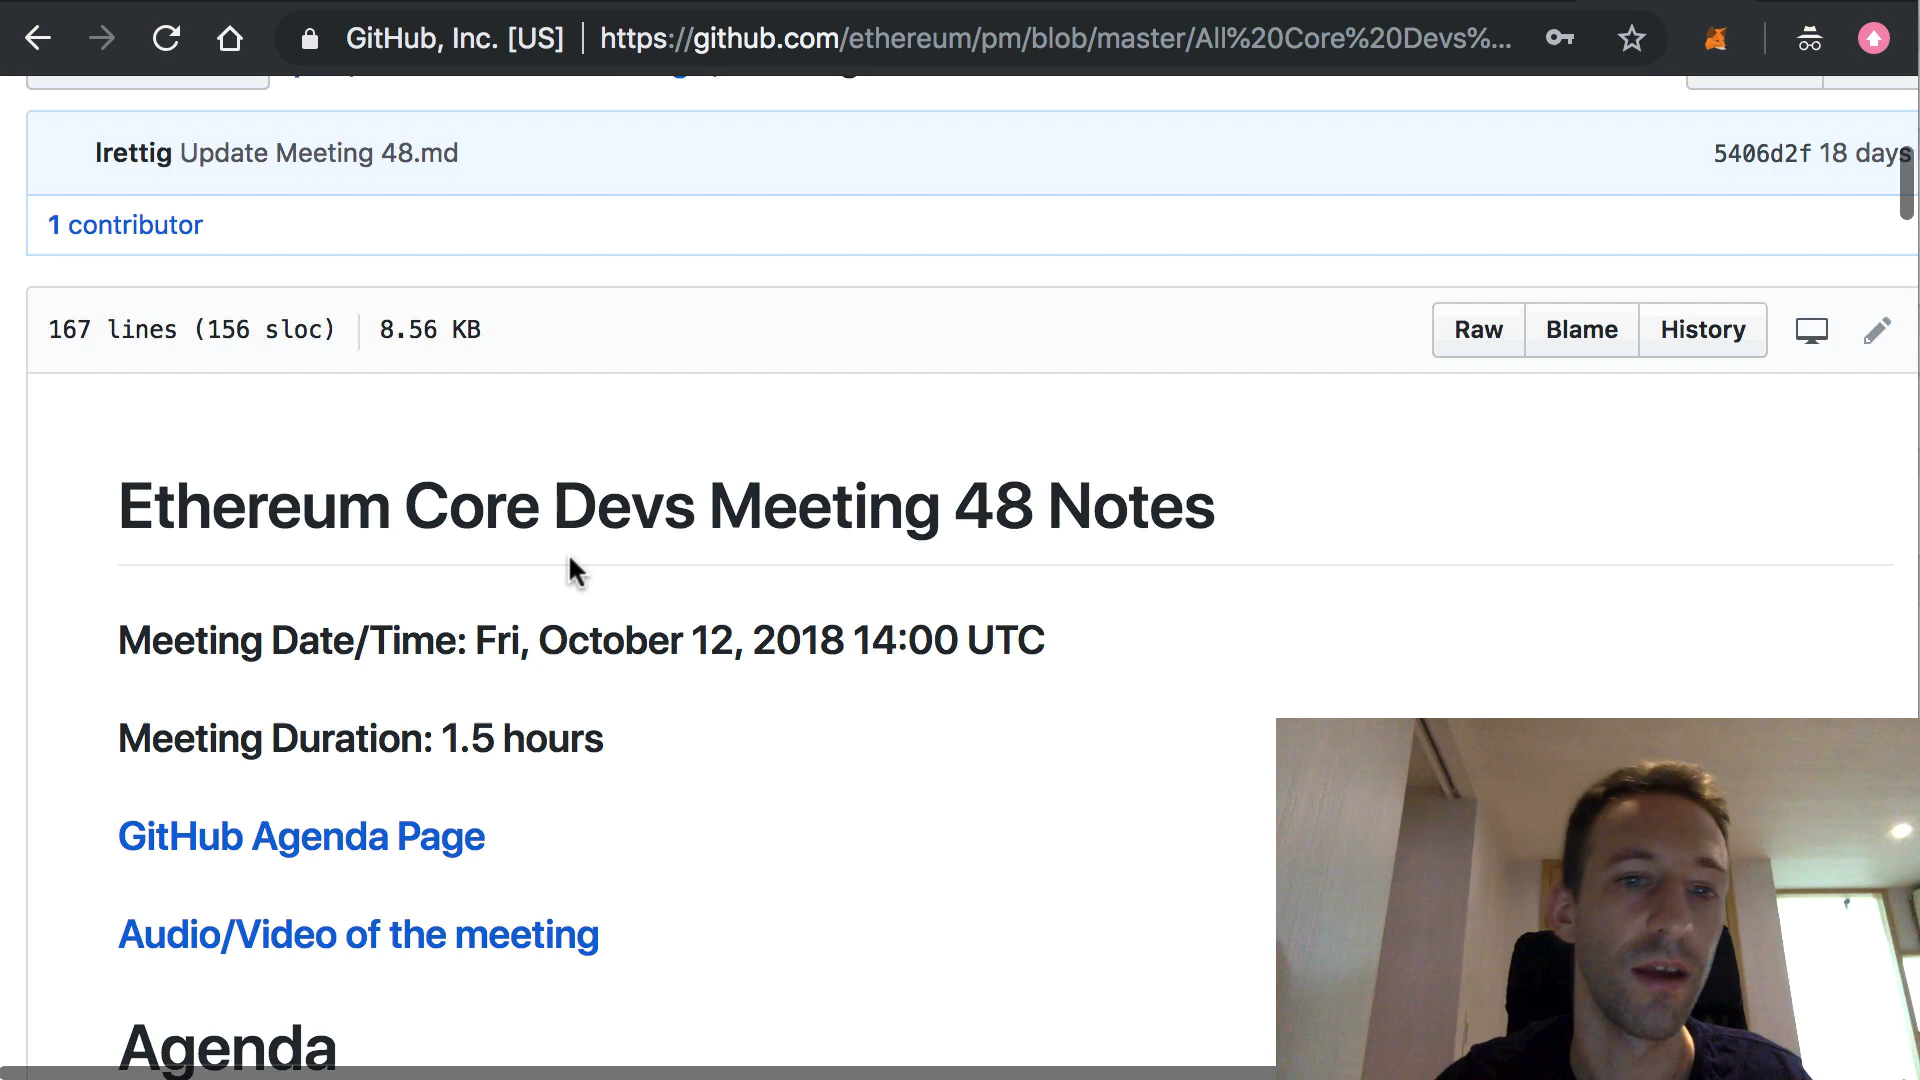 GitHub, Inc. [US] | https://github.com/ethereum/pm/blob/master/All%20Core%20Devs%...
lrettig Update Meeting 48.md
5406d2f 18 days
1 contributor
167 lines (156 sloc)
8.56 KB
Raw
Blame
History
Ethereum Core Devs Meeting 48 Notes
Meeting Date/Time: Fri, October 12, 2018 14:00 UTC
Meeting Duration: 1.5 hours
GitHub Agenda Page
Audio/Video of the meeting
Agenda